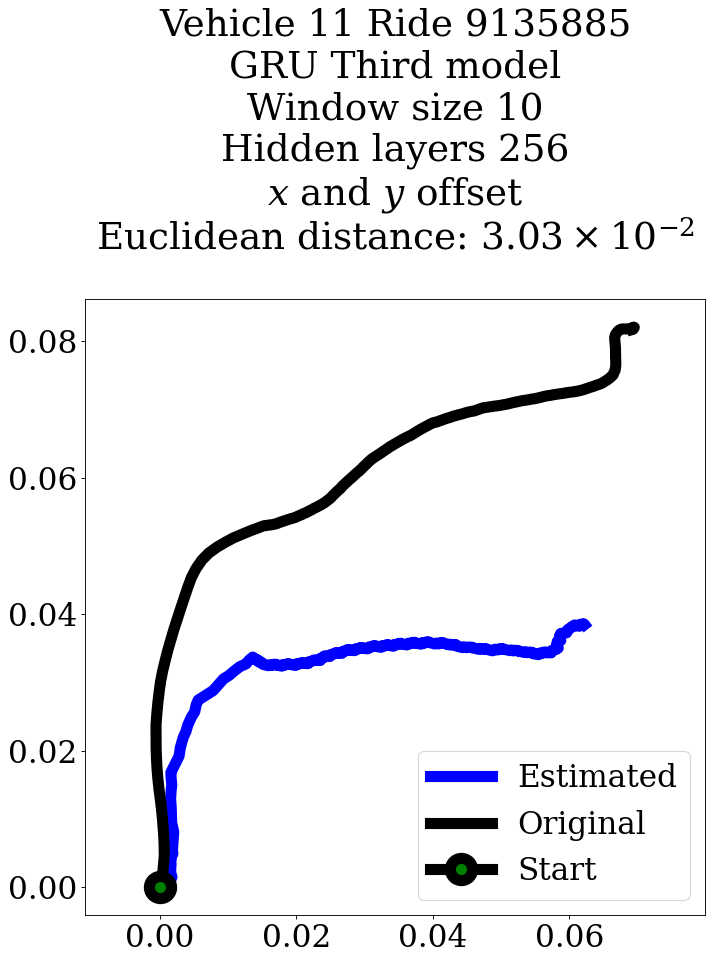 Vehicle 11 Ride 9135885
GRU Third model
Window size 10
Hidden layers 256
x and y offset
Euclidean distance: 3.03 × 10⁻²
0.08
0.06
0.04
0.02
0.00
Estimated
Original
Start
0.00 0.02 0.04 0.06